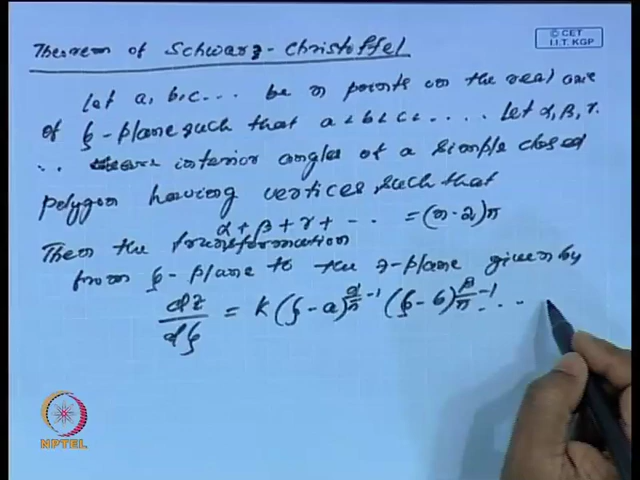 Theorem of Schwarz-Christoffel
© CET
I.I.T. KGP
Let a, b, c... be n points on the real axis
of ζ-plane such that a < b < c < .... Let α, β, γ.
... interior angles of a simple closed
polygon having vertices, such that
α + β + γ + ... = (n-2)π
Then the transformation
from ζ-plane to the z-plane given by
dz/dζ = K (ζ-a)^{α/π -1} (ζ-b)^{β/π -1} ...
NPTEL